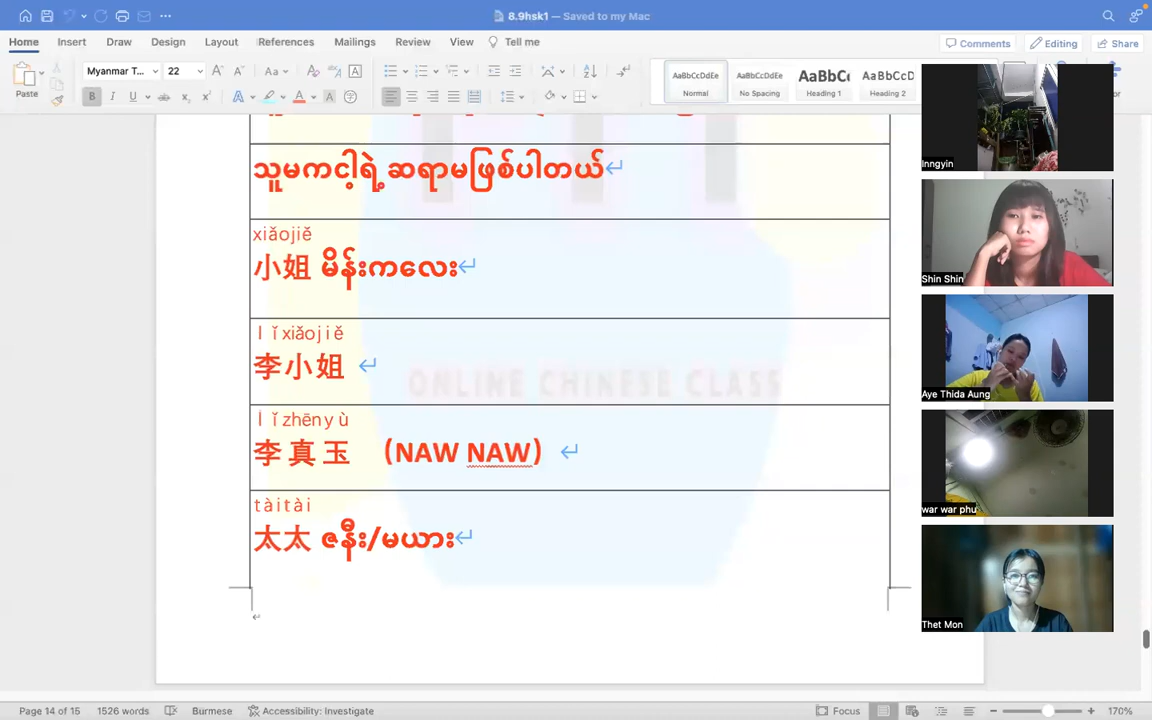 8.9hsk1 — Saved to my Mac
Home Insert Draw Design Layout References Mailings Review View Tell me
Comments Editing Share
Paste
Myanmar T... 22
Aa
B I U x₂ x²
AaBbCcDdEe AaBbCcDdEe AaBbC AaBbCcD
Normal No Spacing Heading 1 Heading 2
သူမကငါ့ရဲ့ဆရာမဖြစ်ပါတယ်
xiǎojiě
小姐 မိန်းကလေး
lǐxiǎojiě
李小姐
lǐzhēnyù
李真玉 (NAW NAW)
tàitài
太太 ဇနီး/မယား
ONLINE CHINESE CLASS
Inngyin
Shin Shin
Aye Thida Aung
war war phu
Thet Mon
Page 14 of 15 1526 words Burmese Accessibility: Investigate Focus 170%